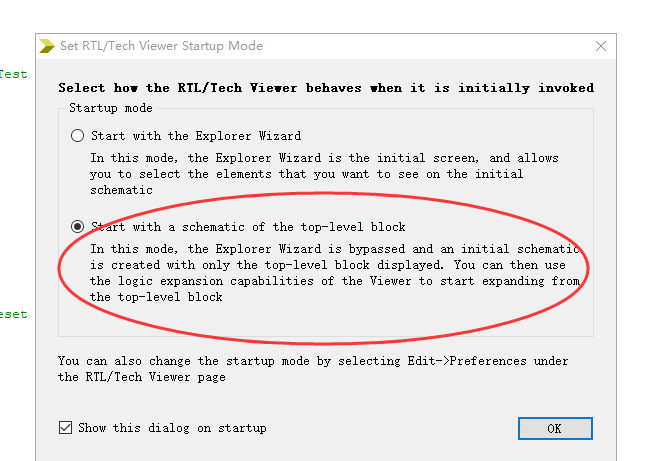 Set RTL/Tech Viewer Startup Mode
Test
Select how the RTL/Tech Viewer behaves when it is initially invoked
Startup mode
Start with the Explorer Wizard
In this mode, the Explorer Wizard is the initial screen, and allows
you to select the elements that you want to see on the initial
schematic
Start with a schematic of the top-level block
In this mode, the Explorer Wizard is bypassed and an initial schematic
is created with only the top-level block displayed. You can then use
the logic expansion capabilities of the Viewer to start expanding from
the top-level block
eset
You can also change the startup mode by selecting Edit->Preferences under
the RTL/Tech Viewer page
Show this dialog on startup
OK